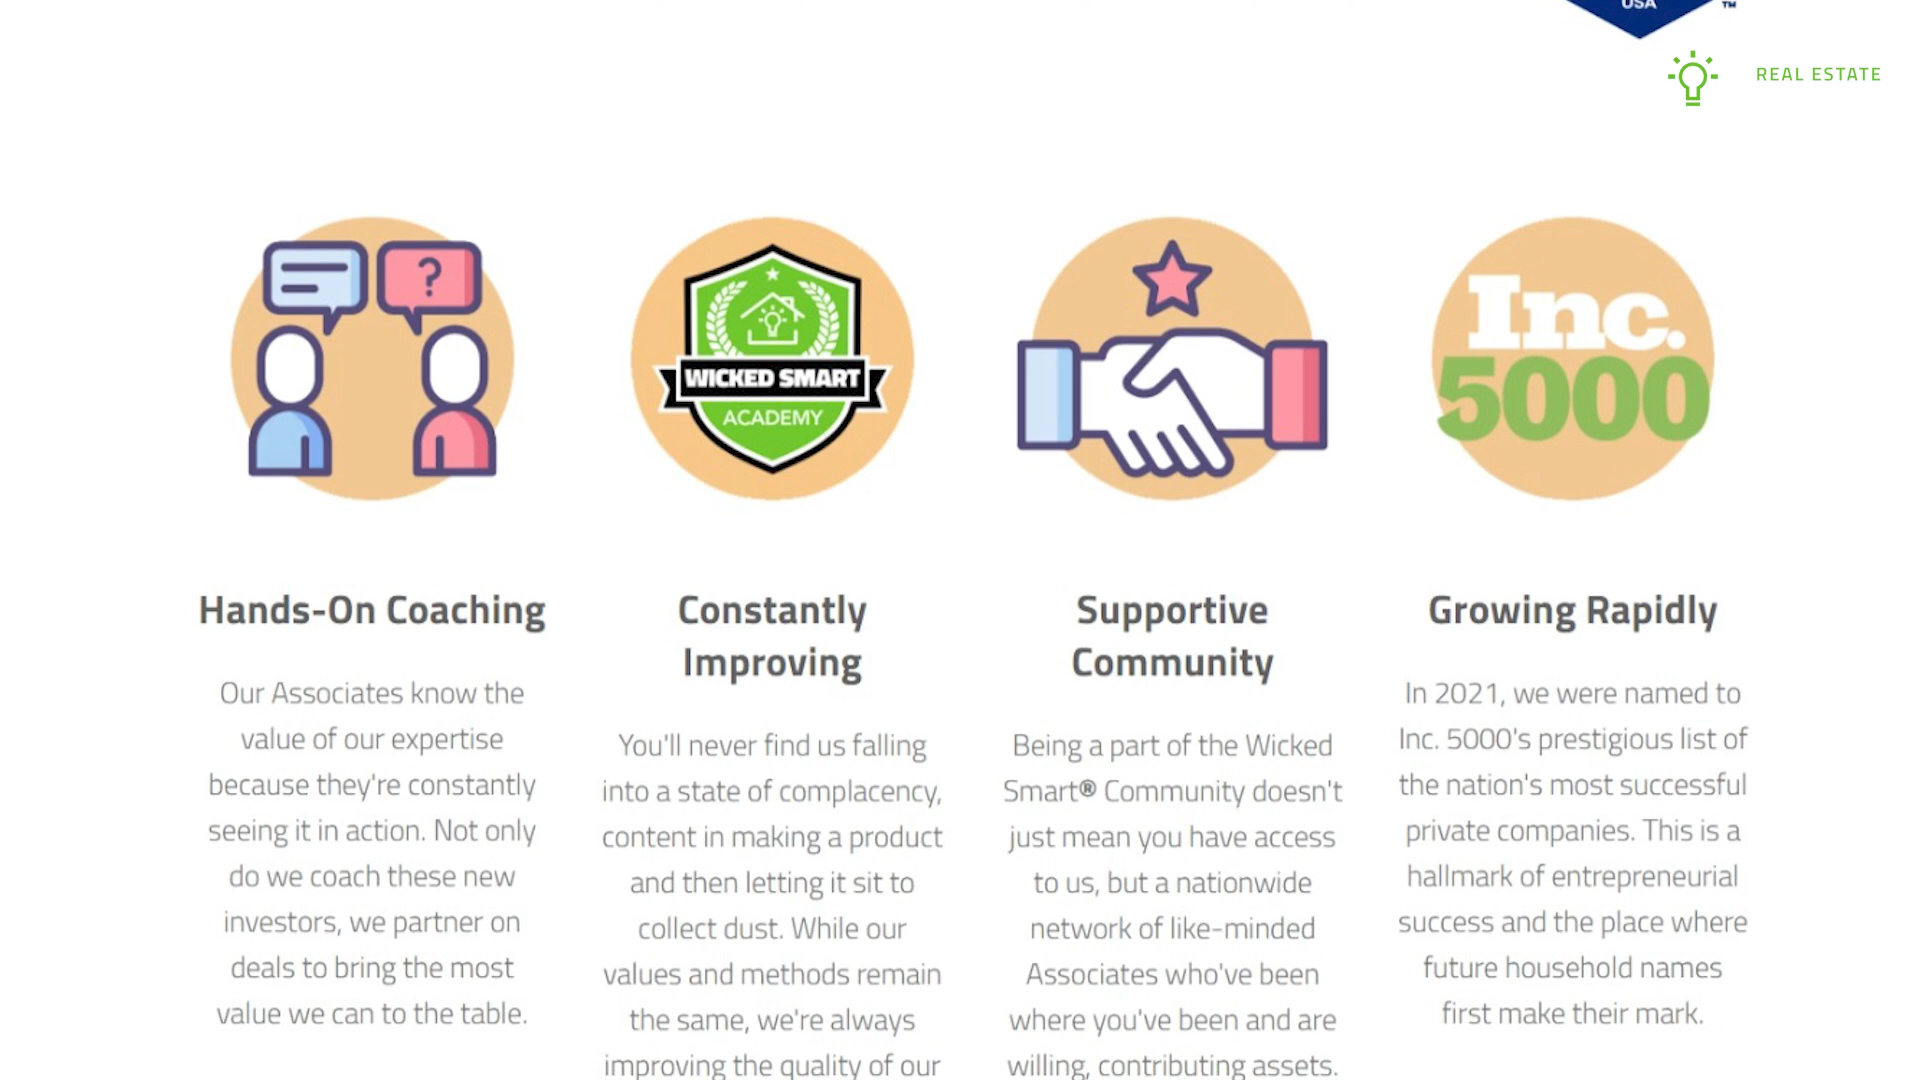 USA
TM
REAL ESTATE
?
WICKED SMART
ACADEMY
Inc.
5000
Hands-On Coaching
Our Associates know the
value of our expertise
because they're constantly
seeing it in action. Not only
do we coach these new
investors, we partner on
deals to bring the most
value we can to the table.
Constantly
Improving
You'll never find us falling
into a state of complacency,
content in making a product
and then letting it sit to
collect dust. While our
values and methods remain
the same, we're always
improving the quality of our
Supportive
Community
Being a part of the Wicked
Smart® Community doesn't
just mean you have access
to us, but a nationwide
network of like-minded
Associates who've been
where you've been and are
willing, contributing assets.
Growing Rapidly
In 2021, we were named to
Inc. 5000's prestigious list of
the nation's most successful
private companies. This is a
hallmark of entrepreneurial
success and the place where
future household names
first make their mark.